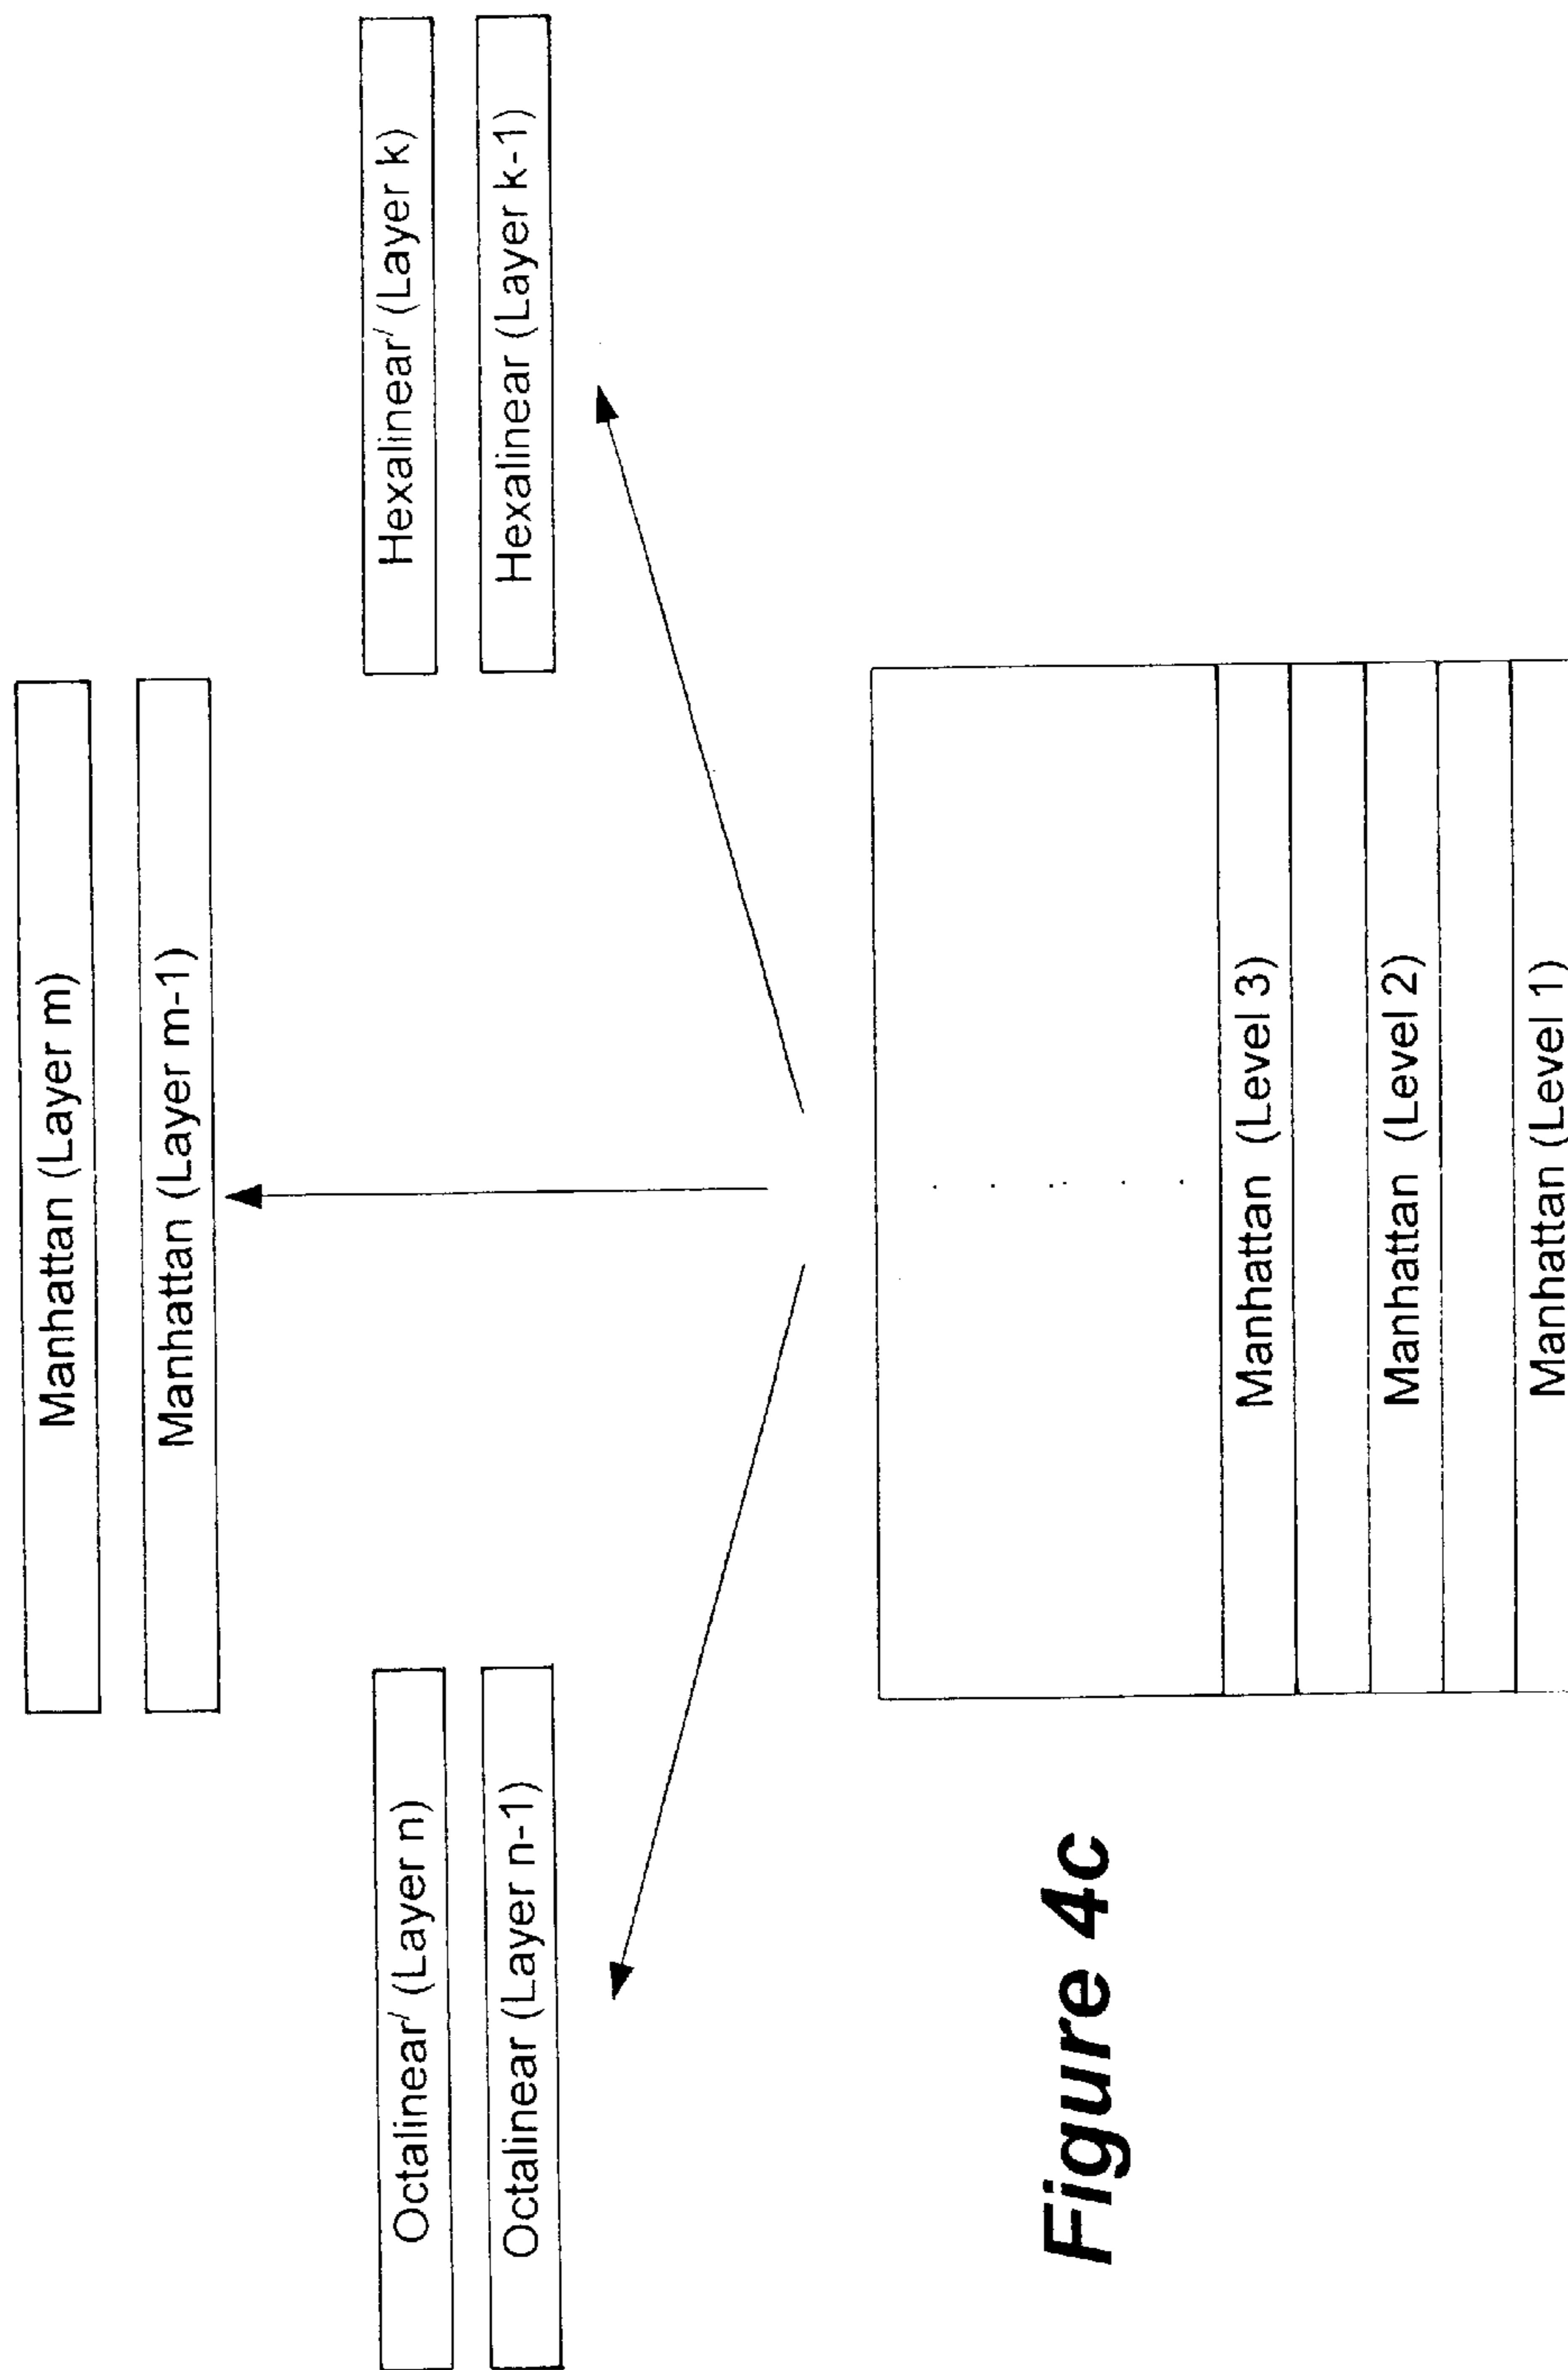 Manhattan (Layer m)
Manhattan (Layer m-1)
Octalinear/ (Layer n)
Octalinear (Layer n-1)
Hexalinear/ (Layer k)
Hexalinear (Layer k-1)
Manhattan (Level 3)
Manhattan (Level 2)
Manhattan (Level 1)
Figure 4c